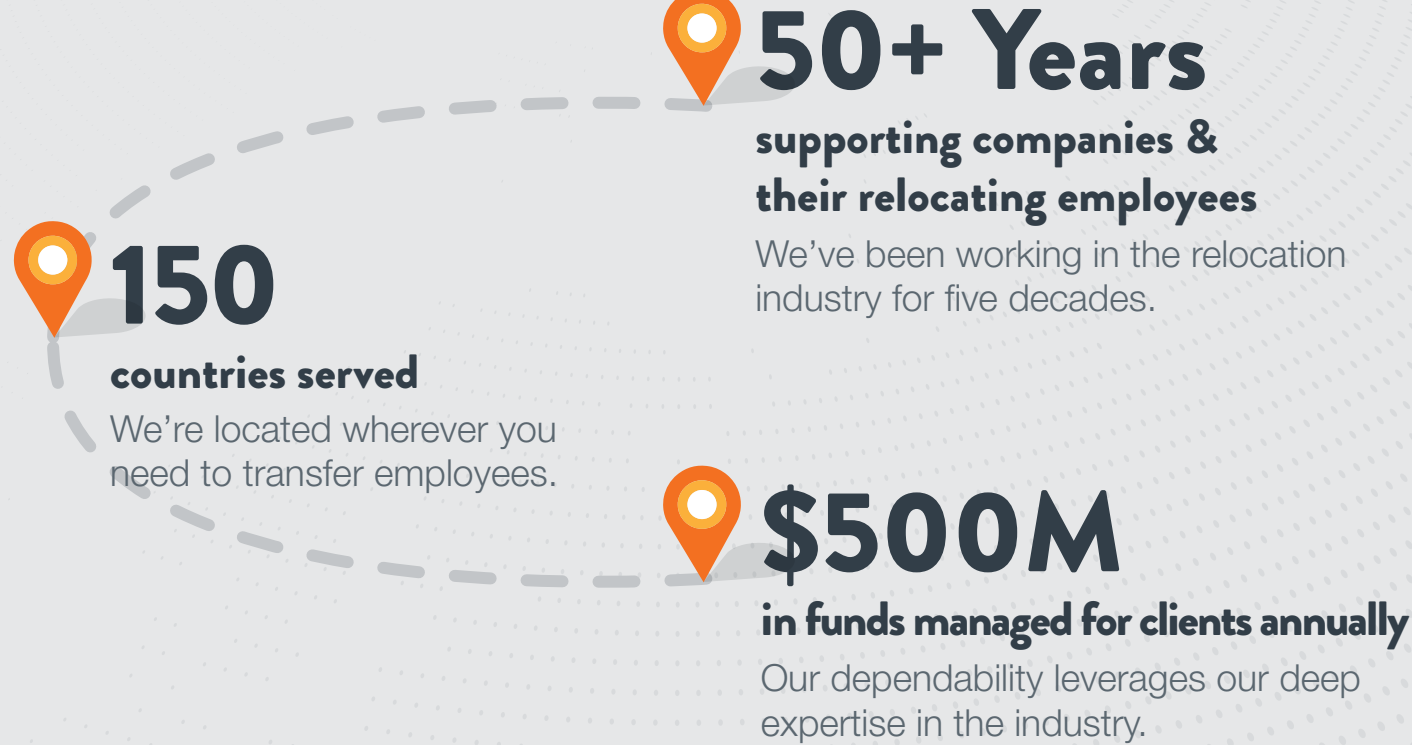 50+ Years
supporting companies &
their relocating employees
We’ve been working in the relocation
industry for five decades.
150
countries served
We’re located wherever you
need to transfer employees.
$500M
in funds managed for clients annually
Our dependability leverages our deep
expertise in the industry.